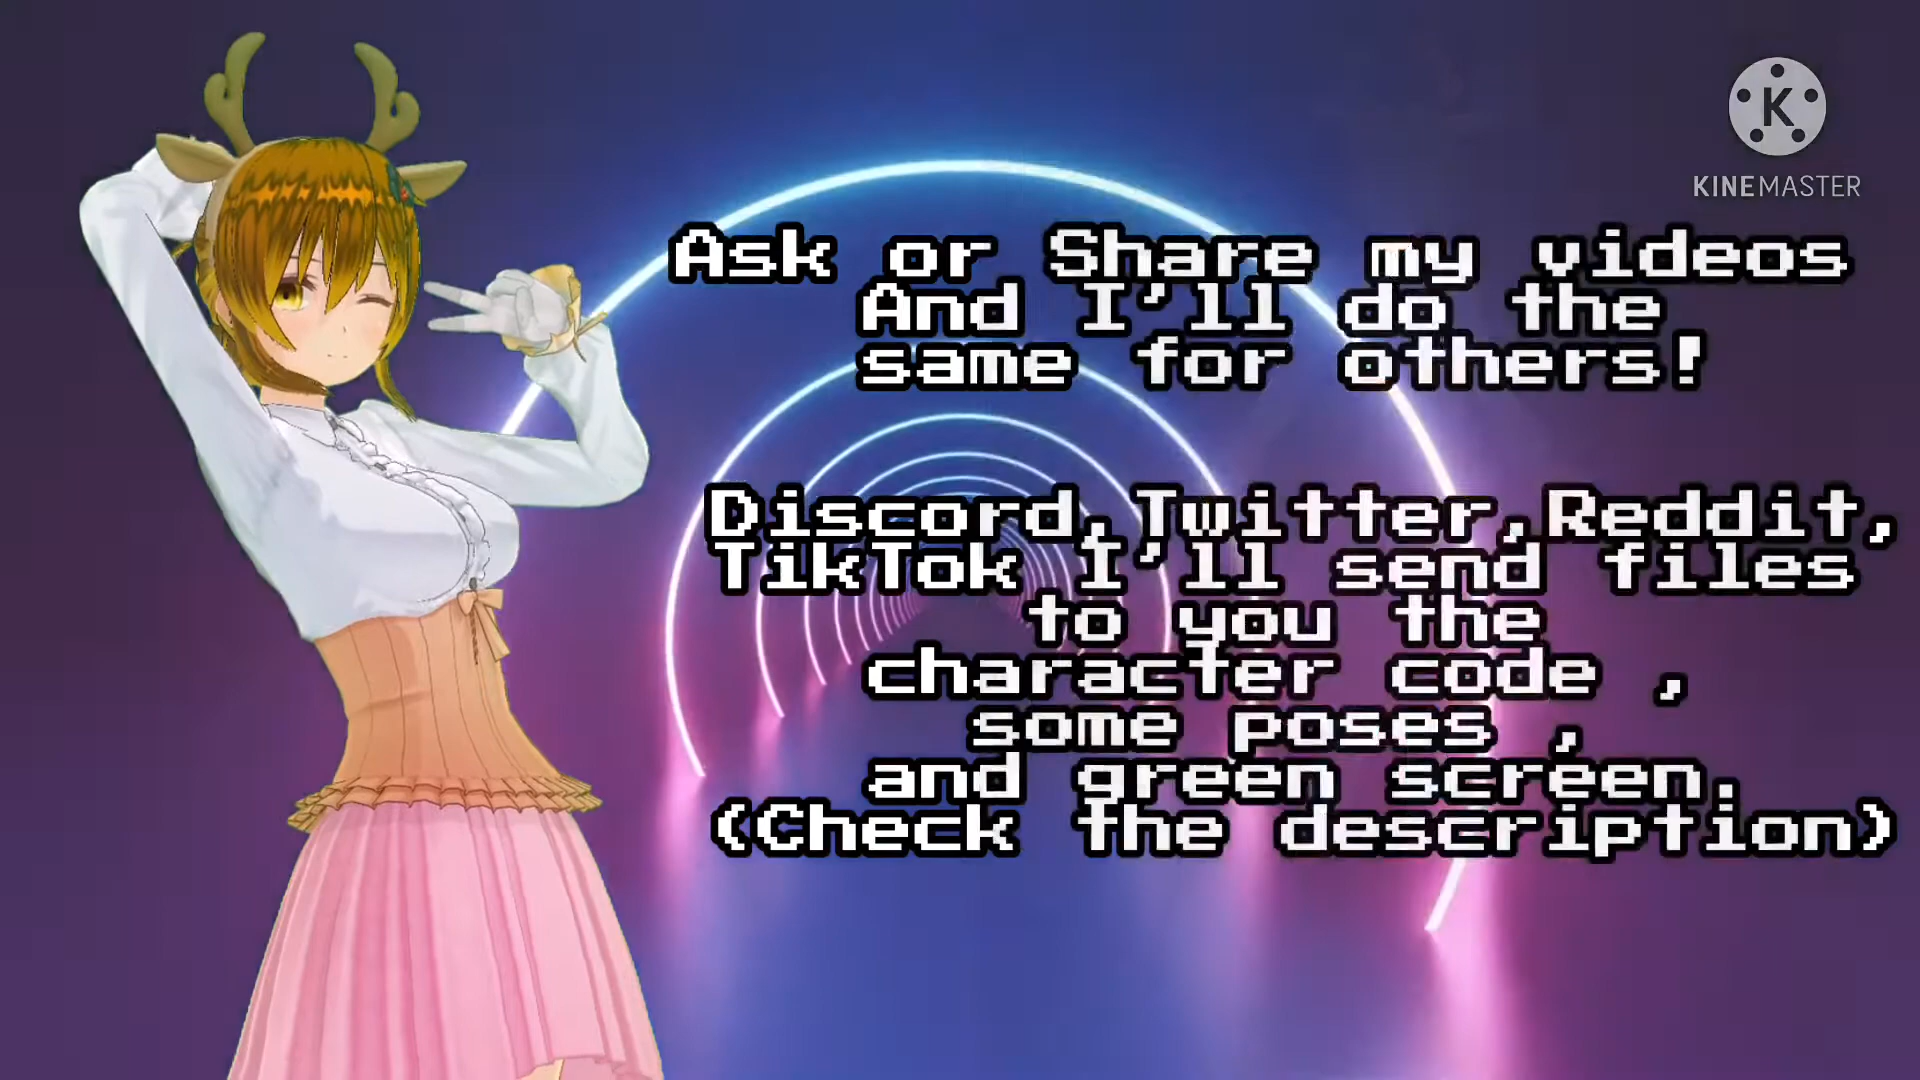 K
KINEMASTER
Ask or Share my videos
And I'll do the
same for others!
Discord,Twitter,Reddit,
TikTok I'll send files
to you the
character code ,
some poses ,
and green screen.
(Check the description)